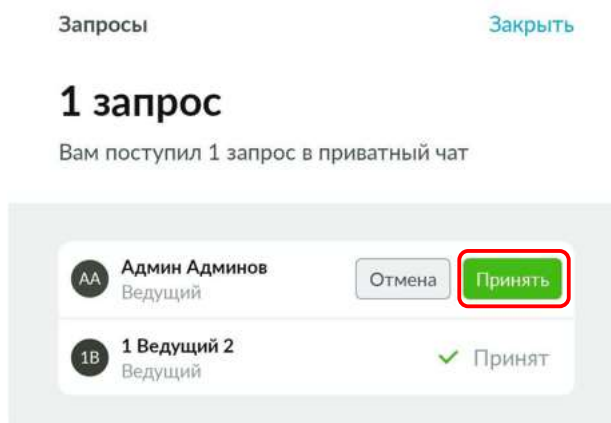 Запросы Закрыть
1 запрос
Вам поступил 1 запрос в приватный чат
АА Админ Админов Отмена Принять
Ведущий
1В 1 Ведущий 2 Принят
Ведущий